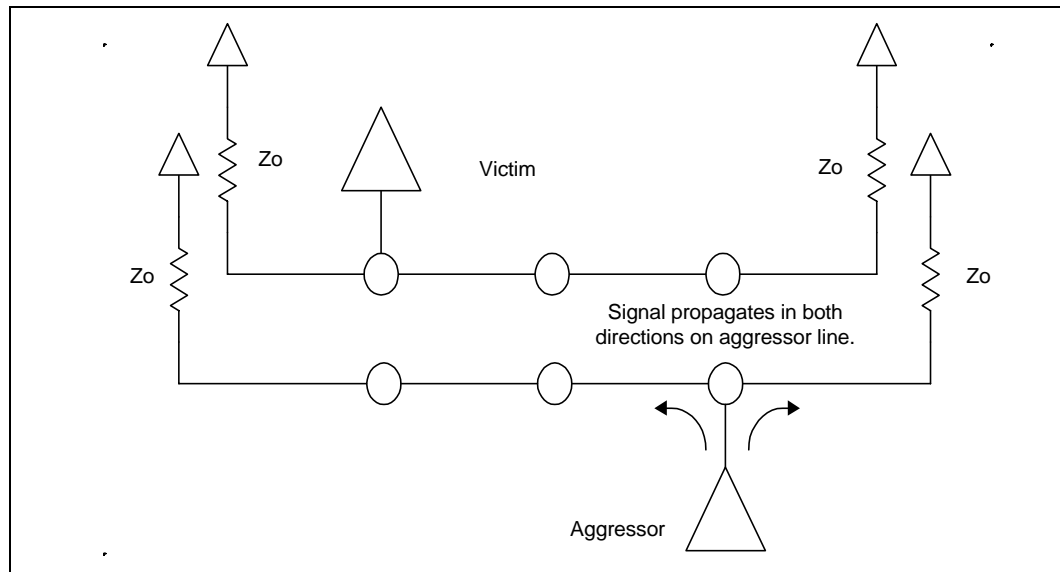 Zo
Victim
Zo
Zo
Zo
Signal propagates in both
directions on aggressor line.
Aggressor